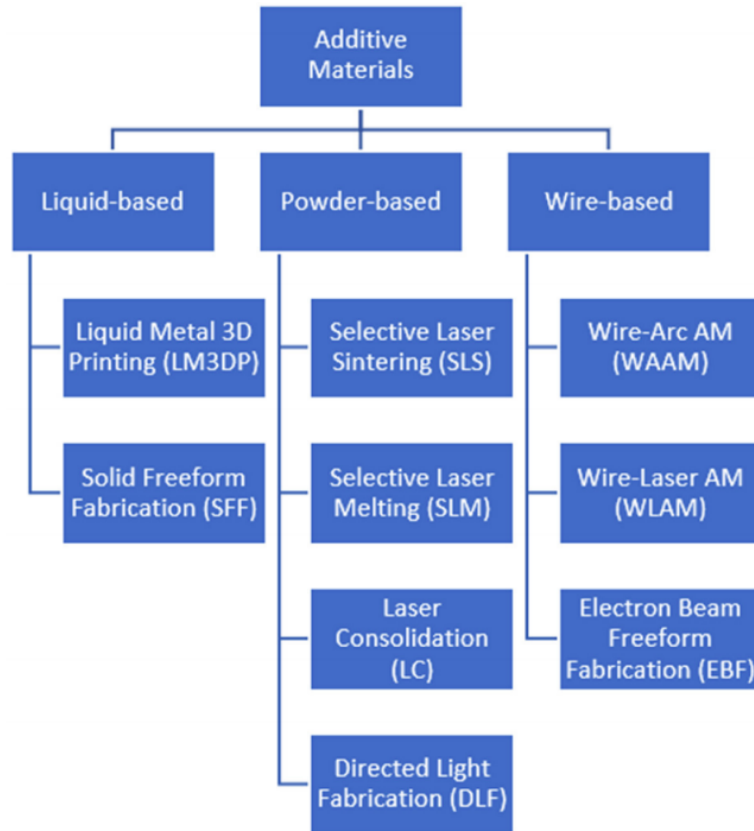 Additive
Materials
Liquid-based
Powder-based
Wire-based
Liquid Metal 3D
Printing (LM3DP)
Selective Laser
Sintering (SLS)
Wire-Arc AM
(WAAM)
Solid Freeform
Fabrication (SFF)
Selective Laser
Melting (SLM)
Wire-Laser AM
(WLAM)
Laser
Consolidation
(LC)
Electron Beam
Freeform
Fabrication (EBF)
Directed Light
Fabrication (DLF)